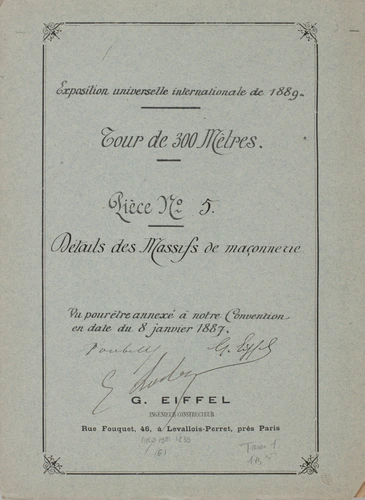 Exposition universelle internationale de 1889.
Tour de 300 Mètres.
Pièce No 5.
Détails des Massifs de maçonnerie
Vu pour être annexé à notre Convention
en date du 8 janvier 1887.
Poubelle G. Eiffel
G. EIFFEL
INGÉNIEUR-CONSTRUCTEUR
Rue Fouquet, 46, à Levallois-Perret, près Paris